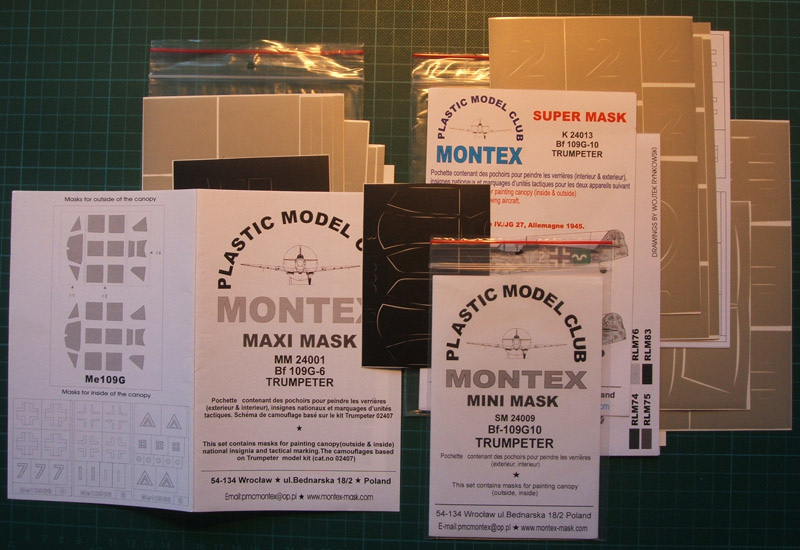 Masks for outside of the canopy
Me109G
Masks for inside of the canopy
7 7 7
PLASTIC MODEL
MONTEX
MAXI MASK
MM 24001
Bf 109G-6
TRUMPETER
Pochette contenant des pochoirs pour peindre les verrières
(exterieur & interieur), insignes nationaux et marquages d'unités
tactiques. Schéma de camouflage basé sur le kit Trumpeter 02407
★
This set contains masks for painting canopy(outside & inside)
national insignia and tactical marking.The camouflages based
on Trumpeter model kit (cat.no 02407)
54-134 Wrocław ★ ul.Bednarska 18/2 ★ Poland
Email:pmcmontex@op.pl ★ www.montex-mask.com
PLASTIC MODEL CLUB
MONTEX
SUPER MASK
K 24013
Bf 109G-10
TRUMPETER
Pochette contenant des pochoirs pour peindre les verrières (interieur & exterieur),
insignes nationaux et marquages d'unités tactiques pour les deux appareils suivant
for painting canopy (inside & outside)
wing aircraft.
IV./JG 27, Allemagne 1945.
DRAWINGS BY WOJTEK RYNKOWSKI
RLM76
RLM83
RLM74
RLM75
PLASTIC MODEL CLUB
MONTEX
MINI MASK
SM 24009
Bf-109G10
TRUMPETER
Pochette contenant des pochoirs pour peindre les verrières
(exterieur, interieur)
★
This set contains masks for painting canopy
(outside, inside)
54-134 Wrocław ul.Bednarska 18/2 Poland
E-mail:pmcmontex@op.pl ★ www.montex-mask.com
2
2